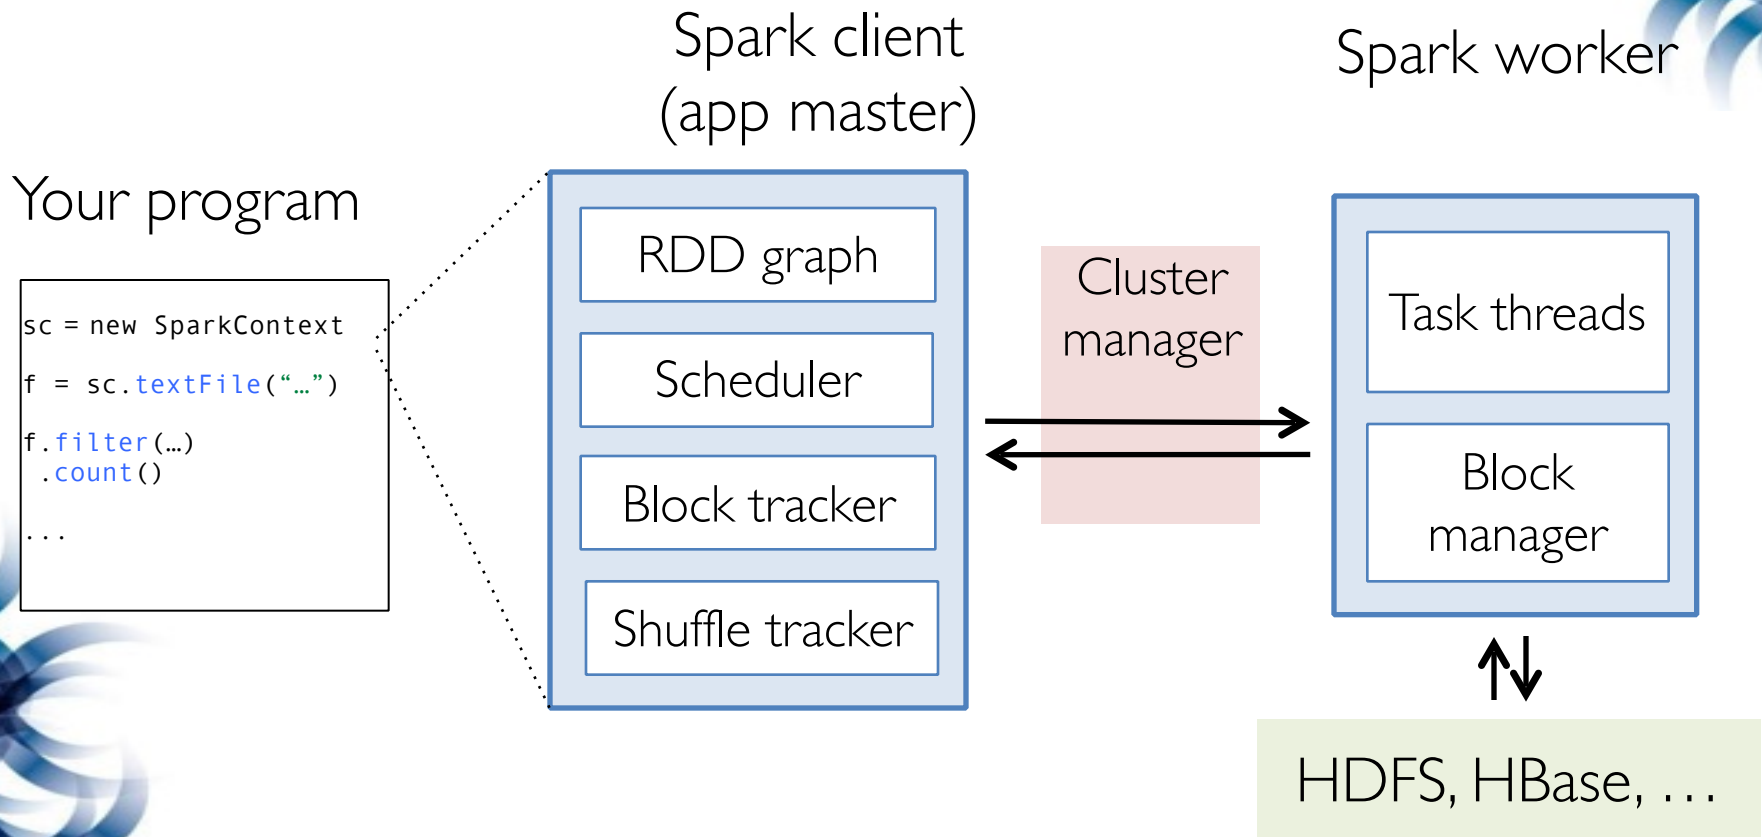 Spark client
(app master)
Spark worker
Your program
sc = new SparkContext
f = sc.textFile(“…”)
f.filter(…)
.count()
...
RDD graph
Scheduler
Block tracker
Shuffle tracker
Cluster
manager
Task threads
Block
manager
HDFS, HBase, …